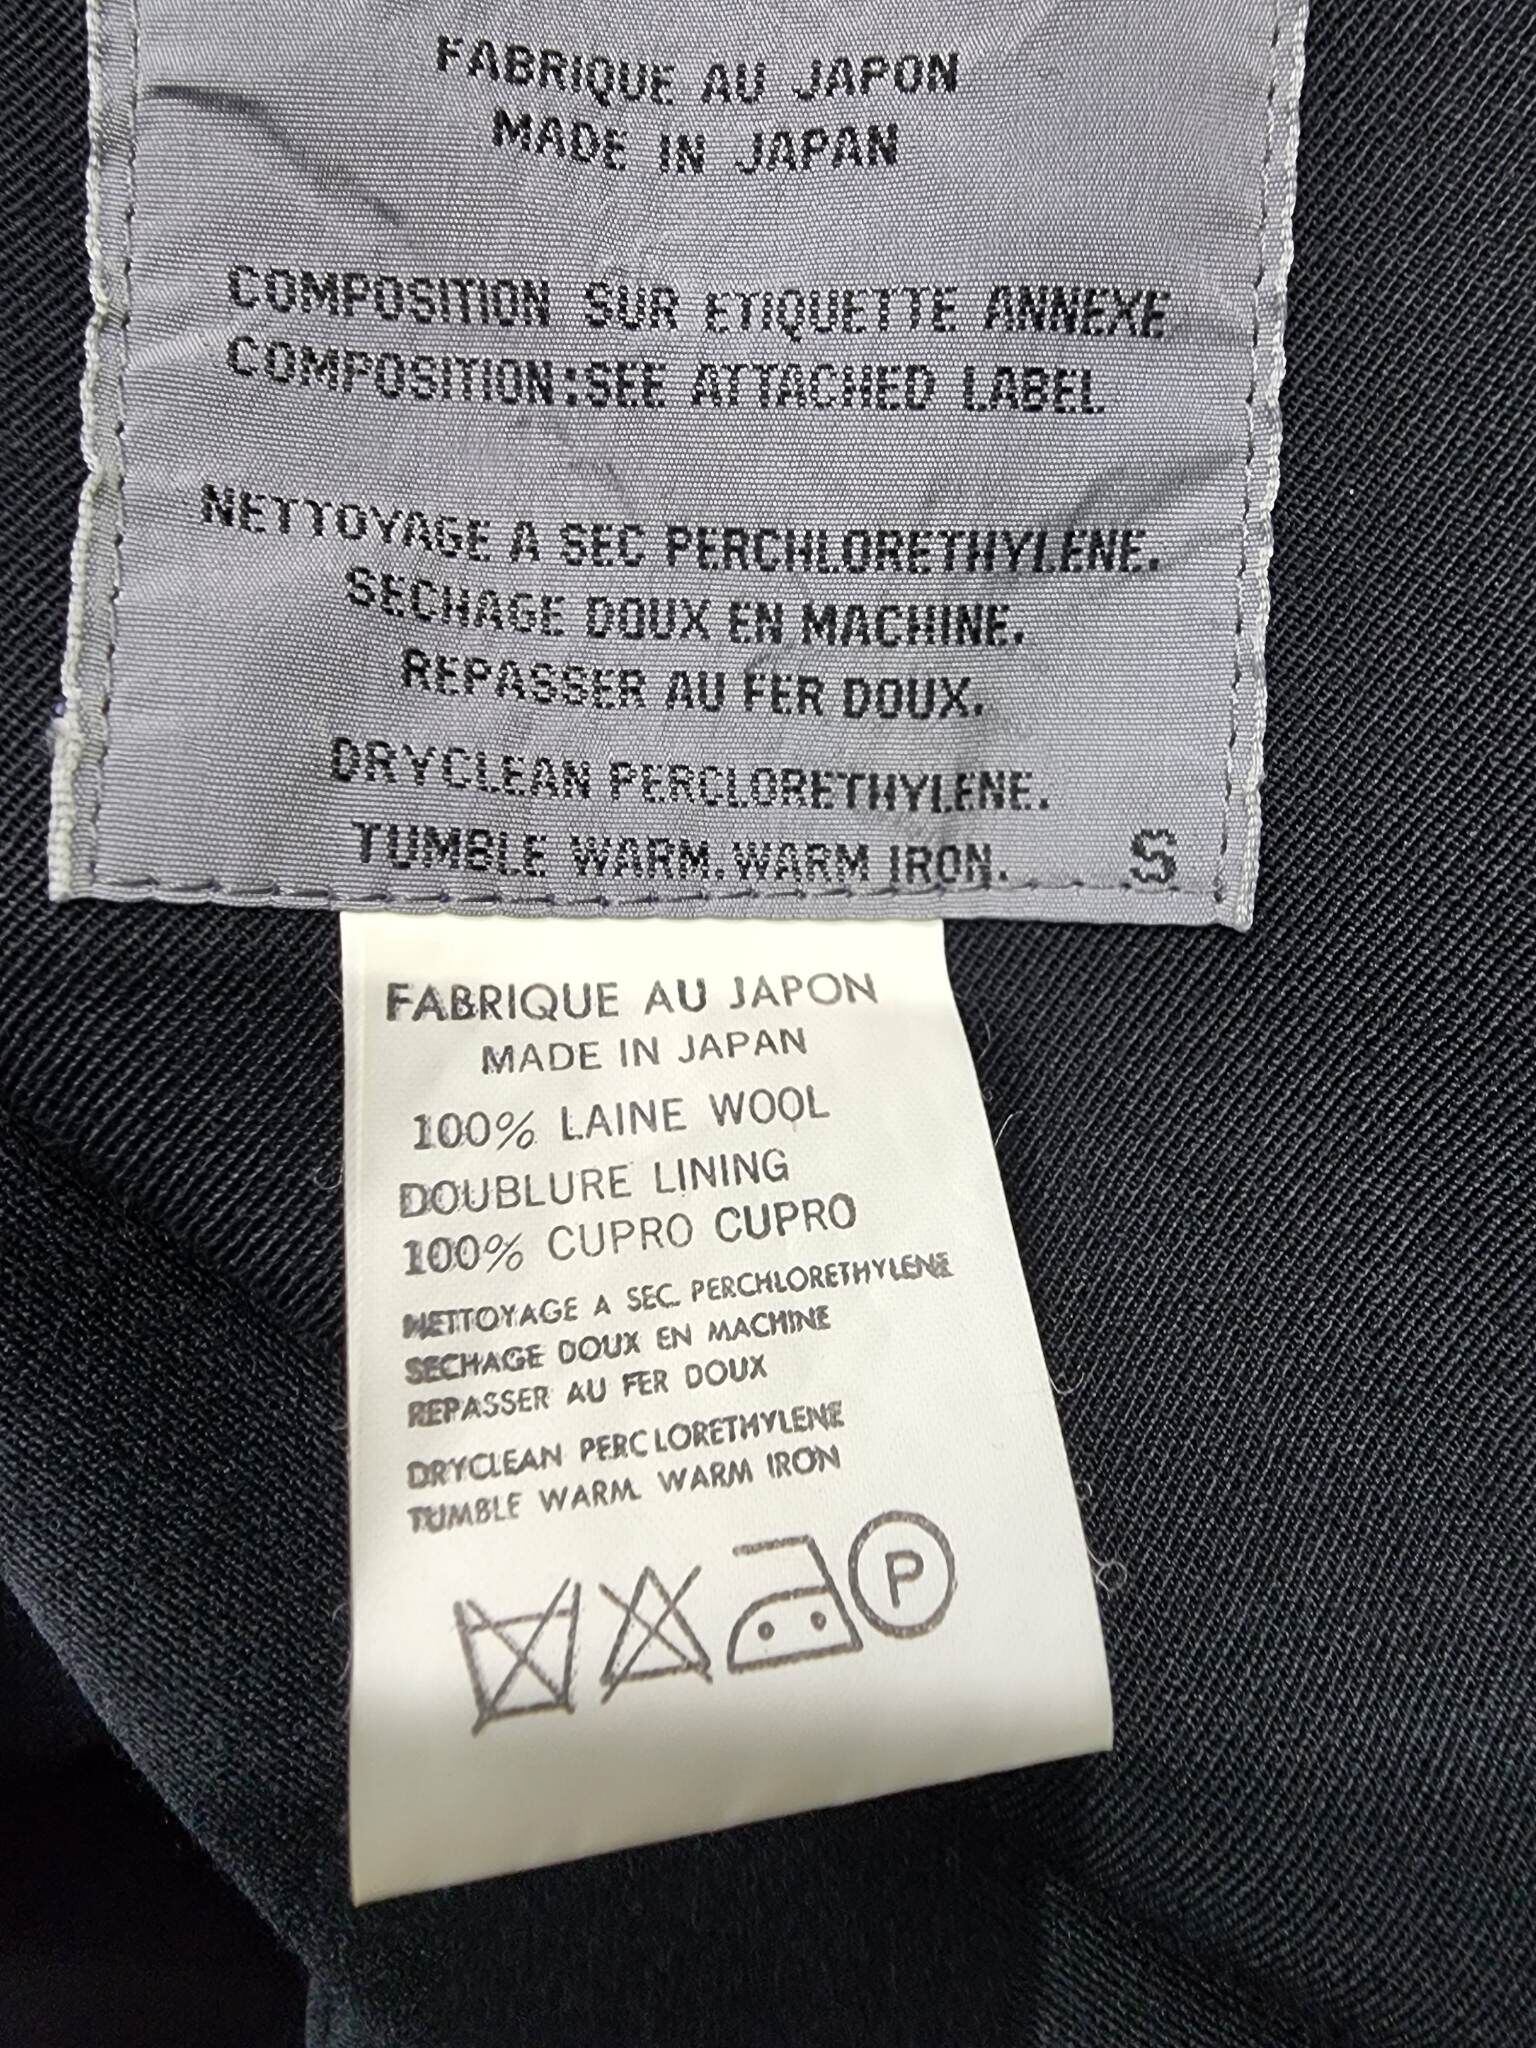 FABRIQUE AU JAPON
MADE IN JAPAN
COMPOSITION SUR ETIQUETTE ANNEXE
COMPOSITION:SEE ATTACHED LABEL
NETTOYAGE A SEC PERCHLORETHYLENE.
SECHAGE DOUX EN MACHINE.
REPASSER AU FER DOUX.
DRYCLEAN PERCLORETHYLENE.
TUMBLE WARM.WARM IRON. S
FABRIQUE AU JAPON
MADE IN JAPAN
100% LAINE WOOL
DOUBLURE LINING
100% CUPRO CUPRO
NETTOYAGE A SEC. PERCHLORETHYLENE
SECHAGE DOUX EN MACHINE
REPASSER AU FER DOUX
DRYCLEAN PERCLORETHYLENE
TUMBLE WARM. WARM IRON
P